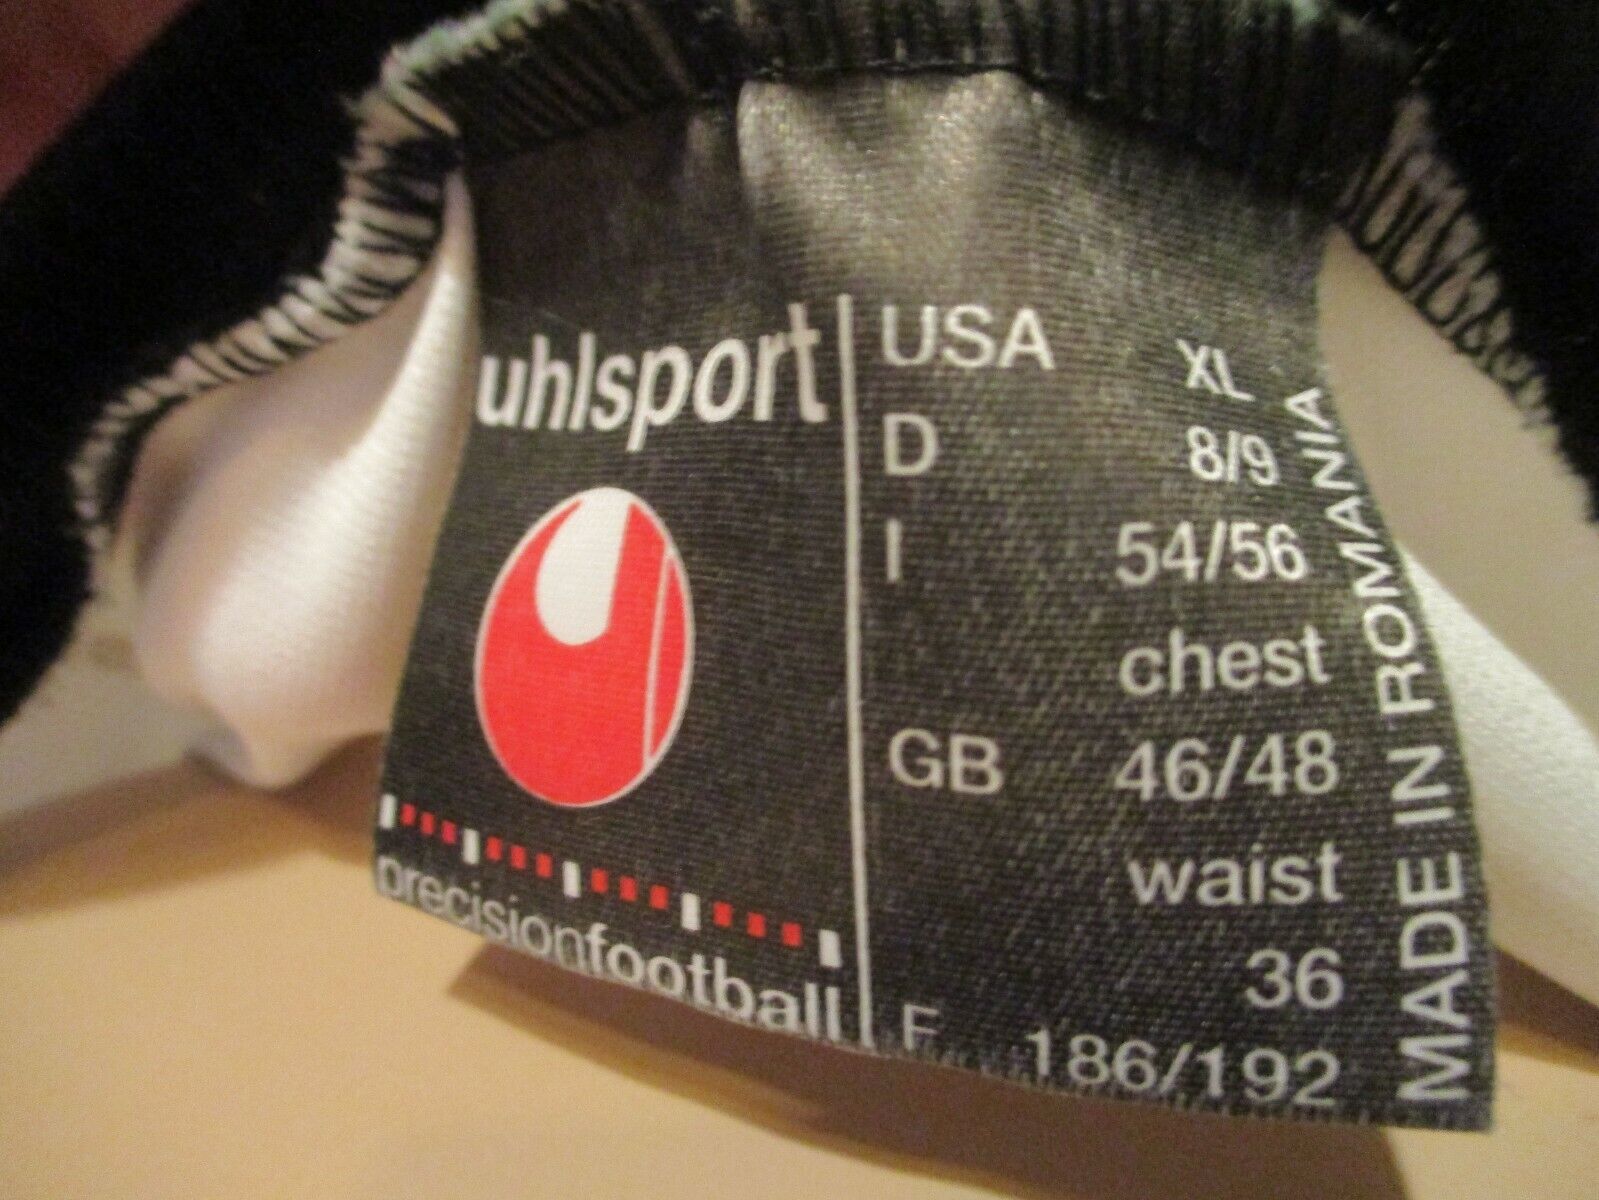 uhlsport
precisionfootball
USA XL
D 8/9
I 54/56
chest
GB 46/48
waist
36
F 186/192
MADE IN ROMANIA